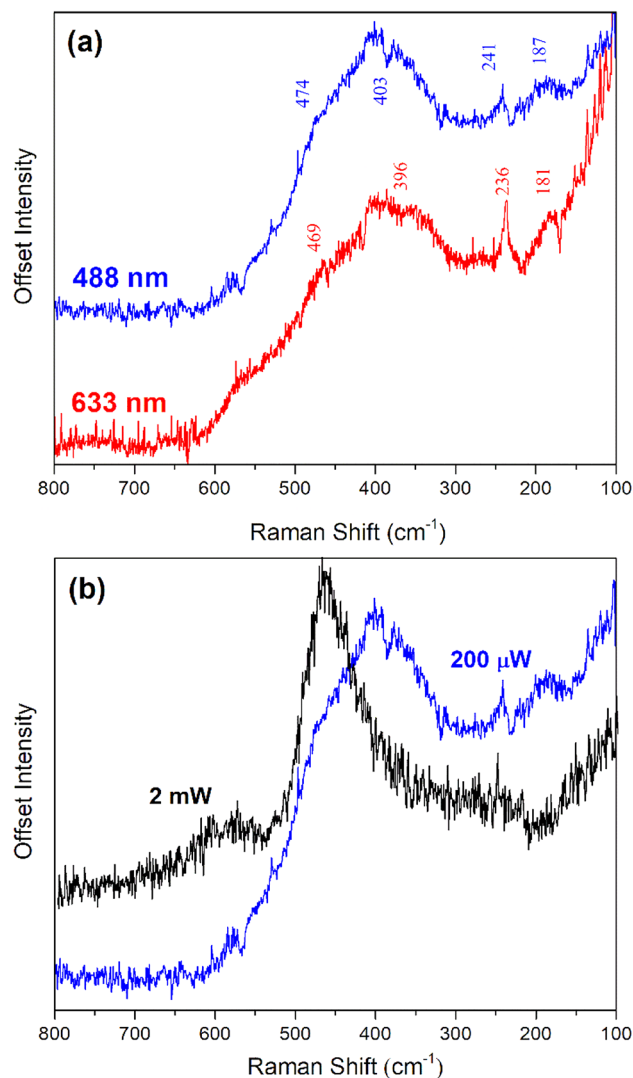 (a)
474
403
241
187
396
236
181
469
488 nm
633 nm
Offset Intensity
800 700 600 500 400 300 200 100
Raman Shift (cm⁻¹)
(b)
200 μW
2 mW
Offset Intensity
800 700 600 500 400 300 200 100
Raman Shift (cm⁻¹)